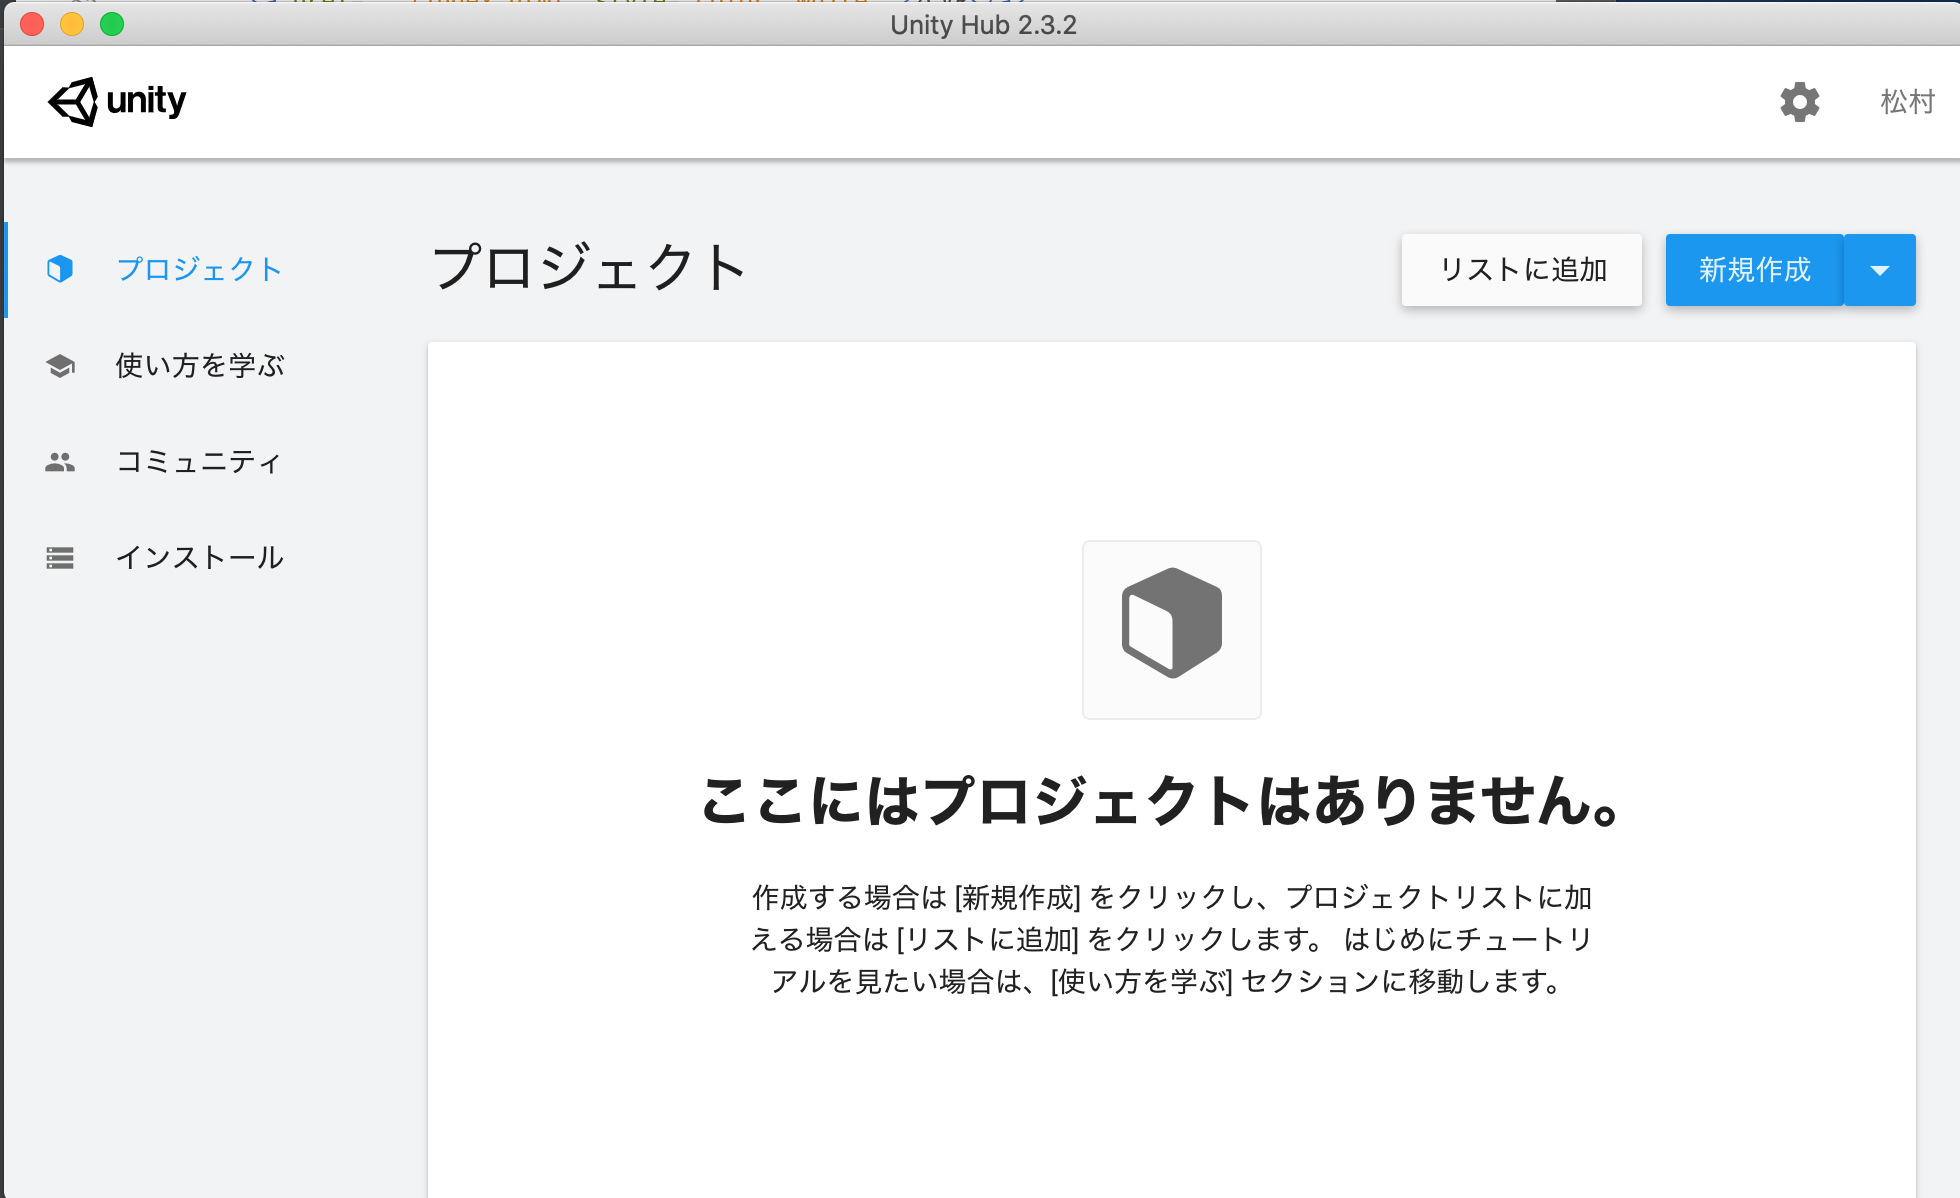 Unity Hub 2.3.2
unity
松村
プロジェクト
使い方を学ぶ
コミュニティ
インストール
プロジェクト
リストに追加
新規作成
ここにはプロジェクトはありません。
作成する場合は [新規作成] をクリックし、プロジェクトリストに加
える場合は [リストに追加] をクリックします。 はじめにチュートリ
アルを見たい場合は、[使い方を学ぶ] セクションに移動します。